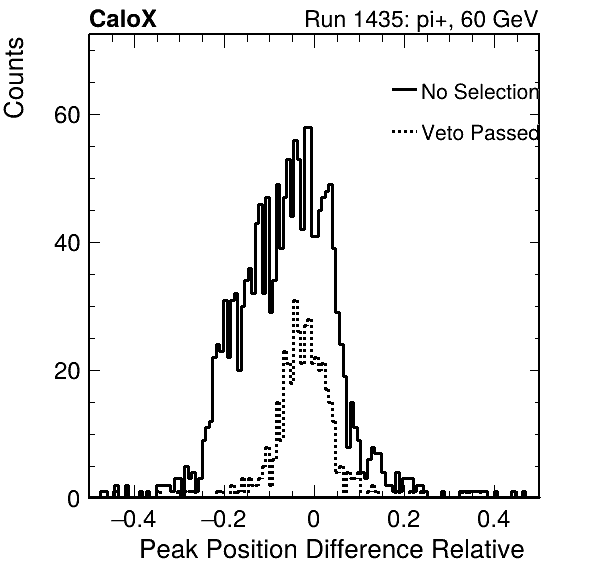 CaloX
Run 1435: pi+, 60 GeV
Counts
No Selection
Veto Passed
60
40
20
0
−0.4
−0.2
0
0.2
0.4
Peak Position Difference Relative